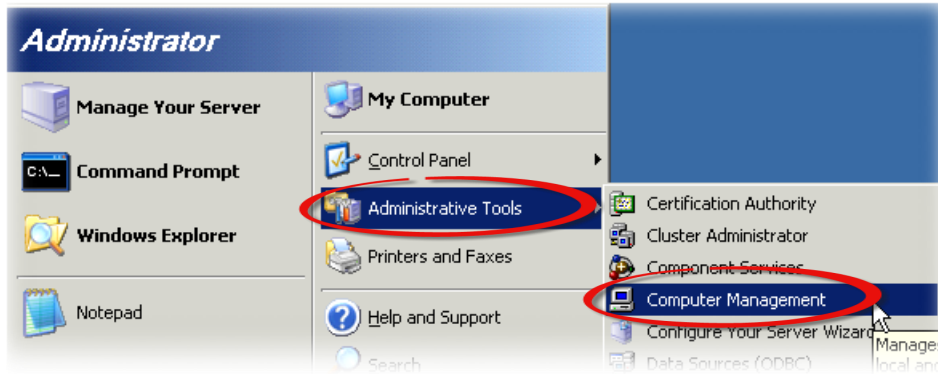 Administrator
Manage Your Server
Command Prompt
Windows Explorer
Notepad
My Computer
Control Panel
Administrative Tools
Printers and Faxes
Help and Support
Search
Certification Authority
Cluster Administrator
Component Services
Computer Management
Configure Your Server Wizard
Data Sources (ODBC)
Manages
local and
C:\_